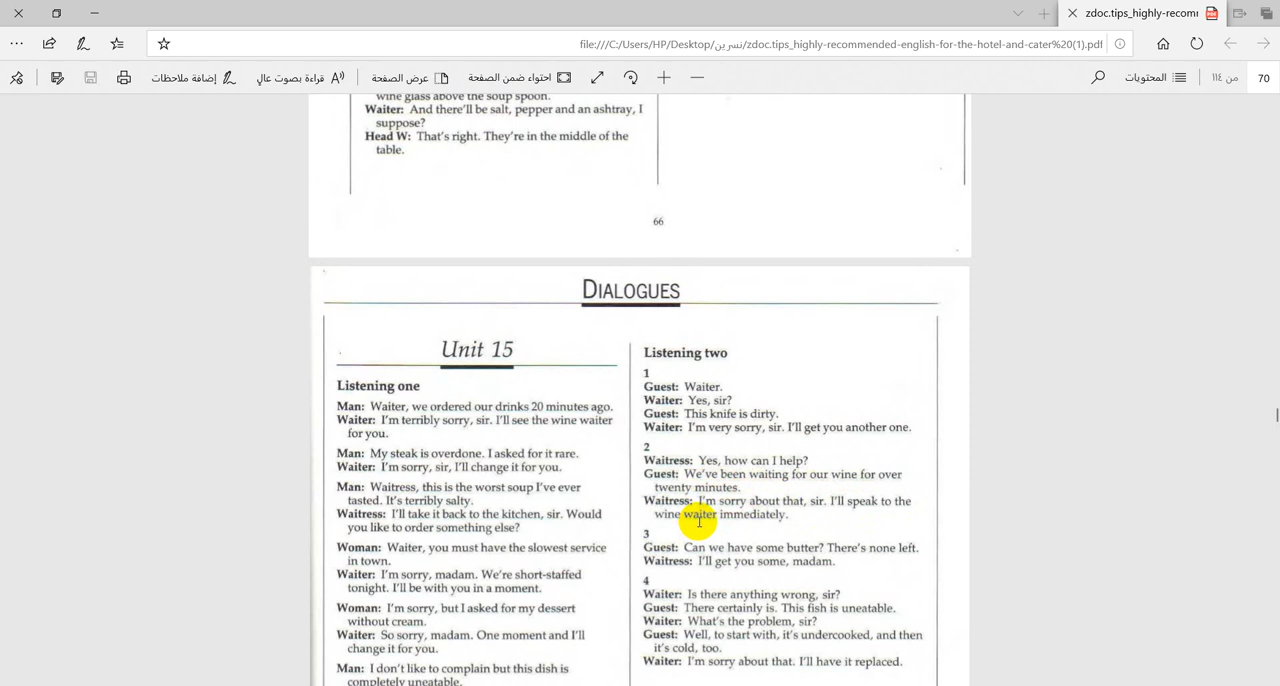 zdoc.tips_highly-recomm
file:///C:/Users/HP/Desktop/نسرين/zdoc.tips_highly-recommended-english-for-the-hotel-and-cater%20(1).pdf
إضافة ملاحظات
قراءة بصوت عالٍ
عرض الصفحة
احتواء ضمن الصفحة
المحتويات
من ١١٤
70
wine glass above the soup spoon.
Waiter: And there'll be salt, pepper and an ashtray, I
suppose?
Head W: That's right. They're in the middle of the
table.
66
DIALOGUES
Unit 15
Listening one
Man: Waiter, we ordered our drinks 20 minutes ago.
Waiter: I'm terribly sorry, sir. I'll see the wine waiter
for you.
Man: My steak is overdone. I asked for it rare.
Waiter: I'm sorry, sir, I'll change it for you.
Man: Waitress, this is the worst soup I've ever
tasted. It's terribly salty.
Waitress: I'll take it back to the kitchen, sir. Would
you like to order something else?
Woman: Waiter, you must have the slowest service
in town.
Waiter: I'm sorry, madam. We're short-staffed
tonight. I'll be with you in a moment.
Woman: I'm sorry, but I asked for my dessert
without cream.
Waiter: So sorry, madam. One moment and I'll
change it for you.
Man: I don't like to complain but this dish is
completely uneatable.
Listening two
1
Guest: Waiter.
Waiter: Yes, sir?
Guest: This knife is dirty.
Waiter: I'm very sorry, sir. I'll get you another one.
2
Waitress: Yes, how can I help?
Guest: We've been waiting for our wine for over
twenty minutes.
Waitress: I'm sorry about that, sir. I'll speak to the
wine waiter immediately.
3
Guest: Can we have some butter? There's none left.
Waitress: I'll get you some, madam.
4
Waiter: Is there anything wrong, sir?
Guest: There certainly is. This fish is uneatable.
Waiter: What's the problem, sir?
Guest: Well, to start with, it's undercooked, and then
it's cold, too.
Waiter: I'm sorry about that. I'll have it replaced.